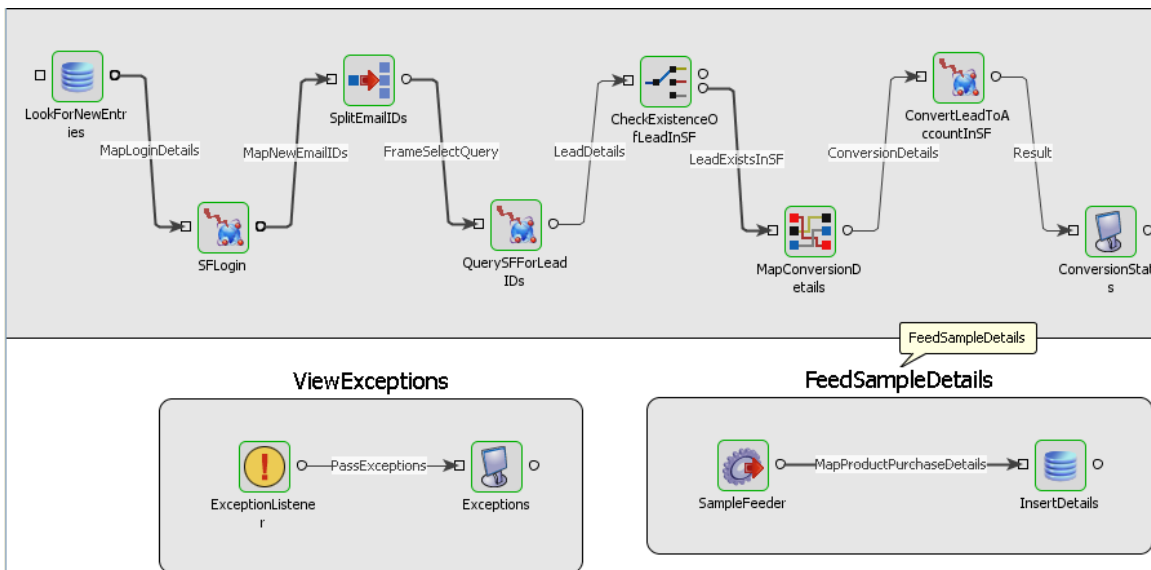 LookForNewEntr
ies
MapLoginDetails
SFLogin
MapNewEmailIDs
SplitEmailIDs
FrameSelectQuery
QuerySFForLead
IDs
LeadDetails
CheckExistenceO
fLeadInSF
LeadExistsInSF
MapConversionD
etails
ConversionDetails
ConvertLeadToA
ccountInSF
Result
ConversionStat
s
FeedSampleDetails
ViewExceptions
FeedSampleDetails
ExceptionListene
r
PassExceptions
Exceptions
SampleFeeder
MapProductPurchaseDetails
InsertDetails